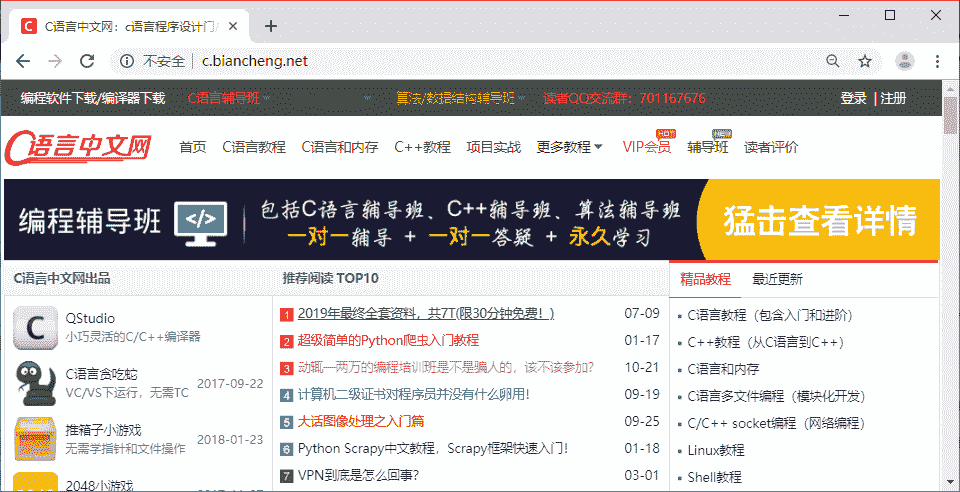 C语言中文网：c语言程序设计门
不安全 | c.biancheng.net
编程软件下载/编译器下载 C语言辅导班 算法/数据结构辅导班 读者QQ交流群：701167676 登录 | 注册
C语言中文网 首页 C语言教程 C语言和内存 C++教程 项目实战 更多教程 VIP会员 HOT 辅导班 NEW 读者评价
编程辅导班 </> 包括C语言辅导班、C++辅导班、算法辅导班
一对一辅导 + 一对一答疑 + 永久学习
猛击查看详情
C语言中文网出品
C
QStudio
小巧灵活的C/C++编译器
C语言贪吃蛇
VC/VS下运行，无需TC 2017-09-22
推箱子小游戏
无需学指针和文件操作 2018-01-23
2048小游戏
推荐阅读 TOP10
1 2019年最终全套资料，共7T(限30分钟免费！) 07-09
2 超级简单的Python爬虫入门教程 01-17
3 动辄一两万的编程培训班是不是骗人的，该不该参加? 10-21
4 计算机二级证书对程序员并没有什么卵用! 09-19
5 大话图像处理之入门篇 09-25
6 Python Scrapy中文教程，Scrapy框架快速入门！ 01-18
7 VPN到底是怎么回事? 03-01
精品教程 最近更新
C语言教程（包含入门和进阶）
C++教程（从C语言到C++）
C语言和内存
C语言多文件编程（模块化开发）
C/C++ socket编程（网络编程）
Linux教程
Shell教程